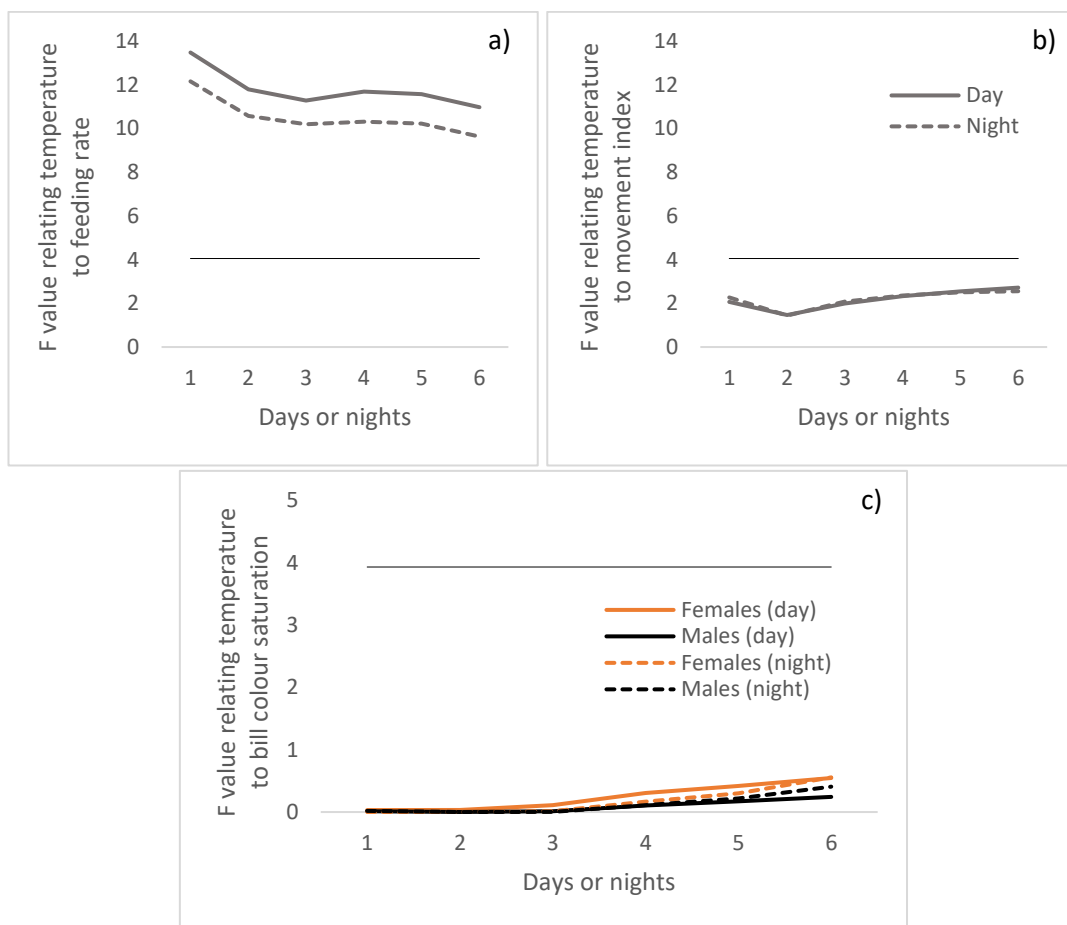 a)
F value relating temperature
to feeding rate
14
12
10
8
6
4
2
0
1 2 3 4 5 6
Days or nights
b)
F value relating temperature
to movement index
14
12
10
8
6
4
2
0
Day
Night
1 2 3 4 5 6
Days or nights
c)
F value relating temperature
to bill colour saturation
5
4
3
2
1
0
Females (day)
Males (day)
Females (night)
Males (night)
1 2 3 4 5 6
Days or nights